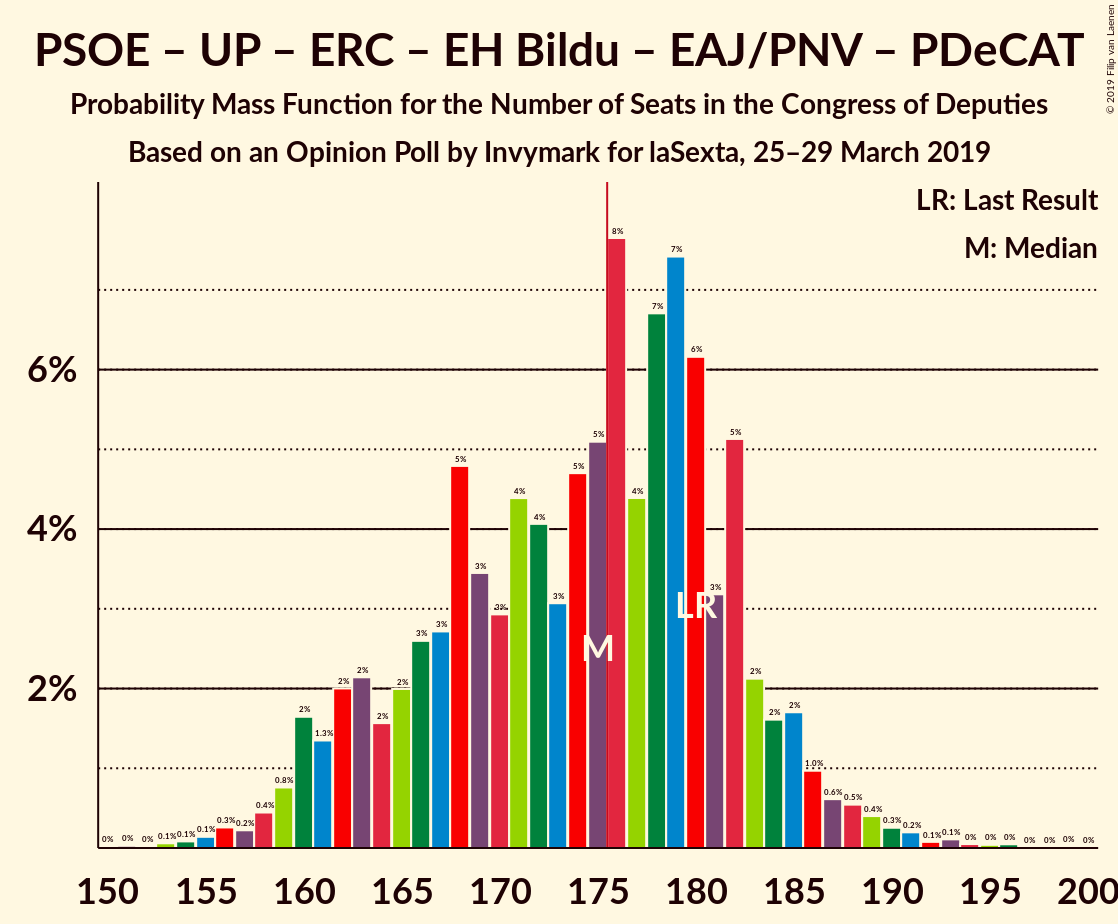 PSOE – UP – ERC – EH Bildu – EAJ/PNV – PDeCAT
Probability Mass Function for the Number of Seats in the Congress of Deputies
Based on an Opinion Poll by Invymark for laSexta, 25–29 March 2019
© 2019 Filip van Laenen
LR: Last Result
M: Median
6%
4%
2%
0% 0% 0% 0.1% 0.1% 0.1% 0.3% 0.2% 0.4% 0.8% 2% 1.3% 2% 2% 2% 2% 3% 3% 5% 3% 3% 4% 4% 3% 5% 5% 8% 4% 7% 7% 6% 3% 5% 2% 2% 2% 1.0% 0.6% 0.5% 0.4% 0.3% 0.2% 0.1% 0.1% 0% 0% 0% 0% 0% 0% 0%
LR
M
150 155 160 165 170 175 180 185 190 195 200